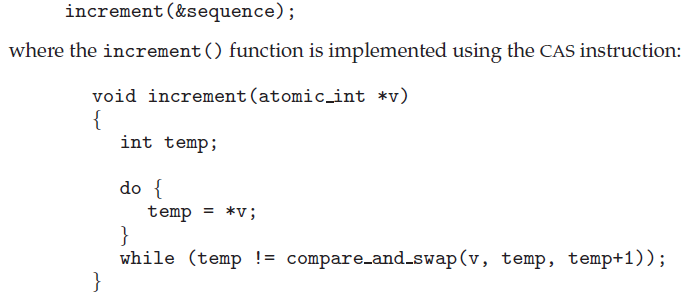 increment(&sequence);
where the increment() function is implemented using the CAS instruction:
void increment(atomic_int *v)
{
int temp;
do {
temp = *v;
}
while (temp != compare_and_swap(v, temp, temp+1));
}